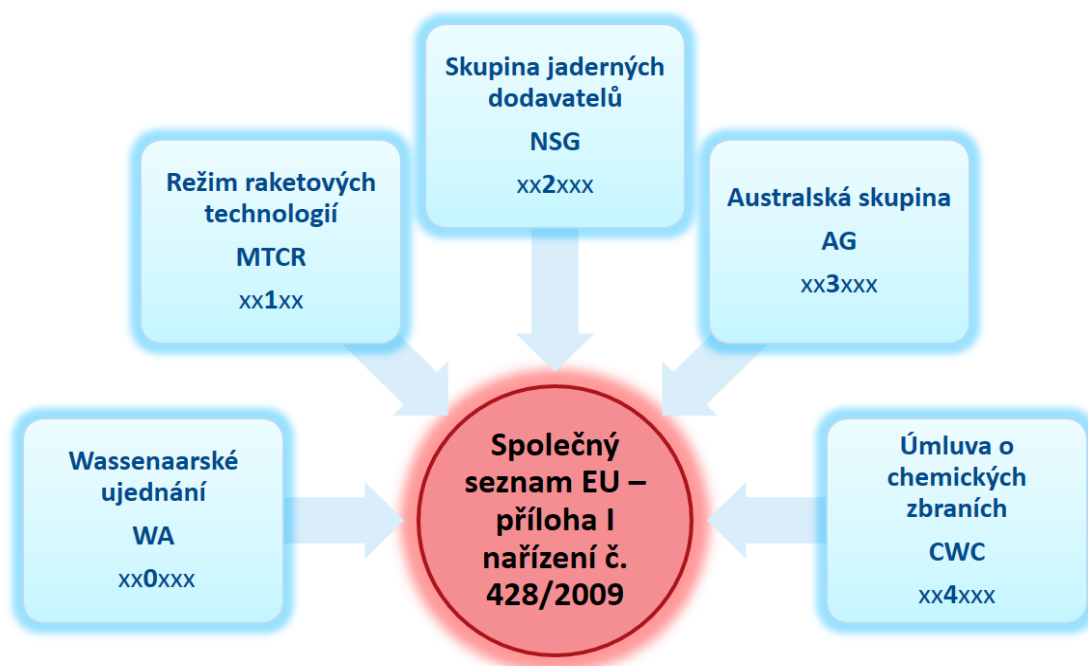 Skupina jaderných
dodavatelů
NSG
xx2xxx
Režim raketových
technologií
MTCR
xx1xx
Australská skupina
AG
xx3xxx
Wassenaarské
ujednání
WA
xx0xxx
Společný
seznam EU –
příloha I
nařízení č.
428/2009
Úmluva o
chemických
zbraních
CWC
xx4xxx